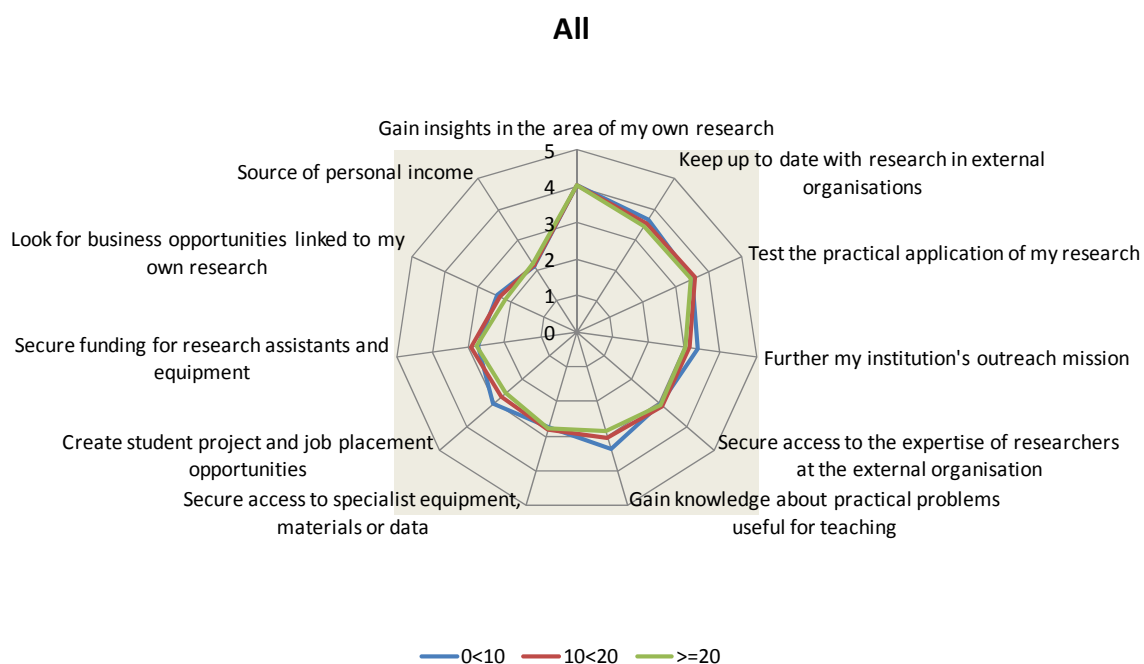 All
Gain insights in the area of my own research
Keep up to date with research in external
organisations
Test the practical application of my research
Further my institution's outreach mission
Secure access to the expertise of researchers
at the external organisation
Gain knowledge about practical problems
useful for teaching
Secure access to specialist equipment,
materials or data
Create student project and job placement
opportunities
Secure funding for research assistants and
equipment
Look for business opportunities linked to my
own research
Source of personal income
5
4
3
2
1
0
0<10 10<20 >=20